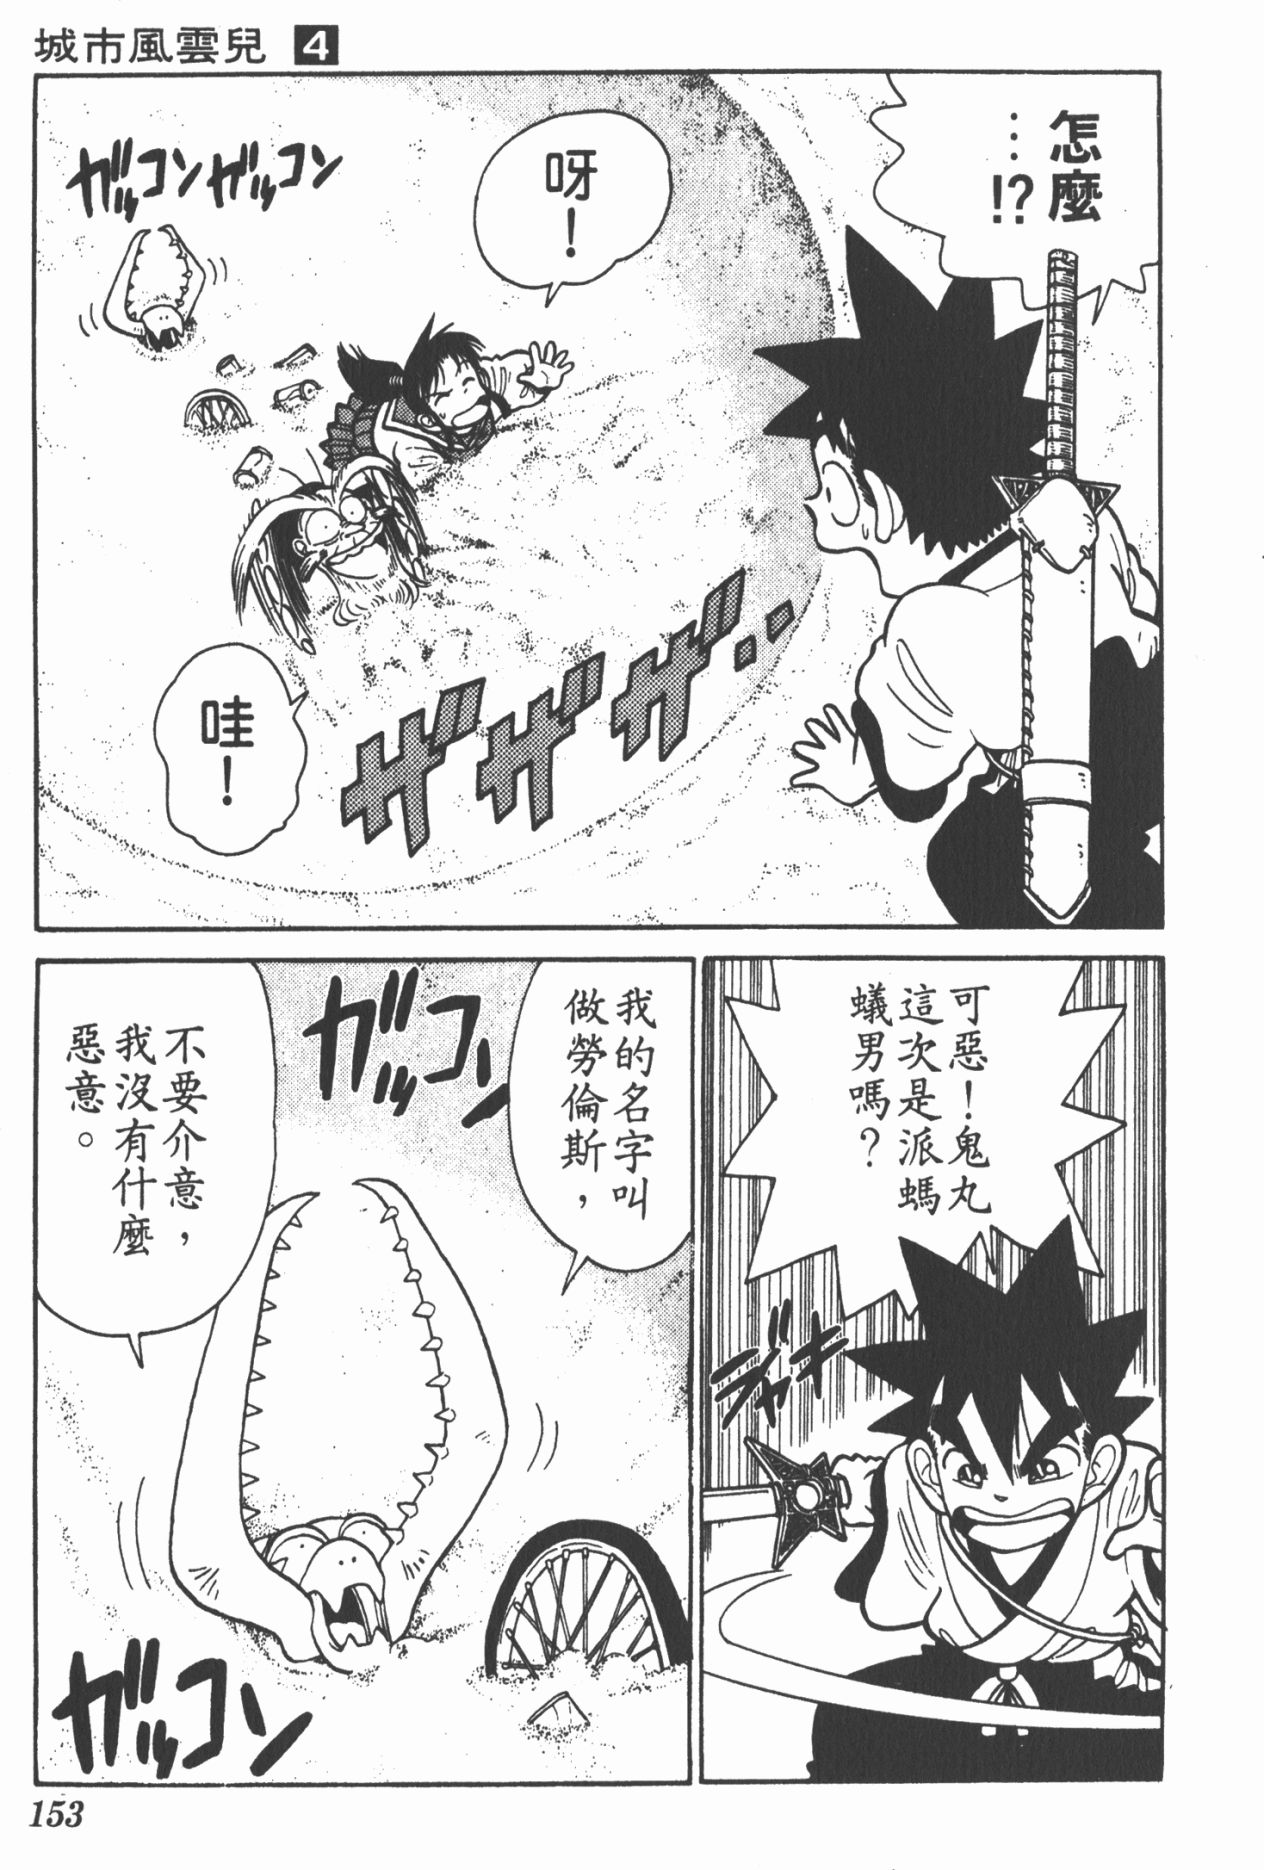 城市風雲兒 4
怎麼
…!?
呀!
ガッコンガッコン
哇!
ザザザ・・
可惡!鬼丸
這次是派螞
蟻男嗎?
ジャキ
我的名字叫
做勞倫斯,
ガッコン
不要介意,
我沒有什麼
惡意。
ガッコン
153